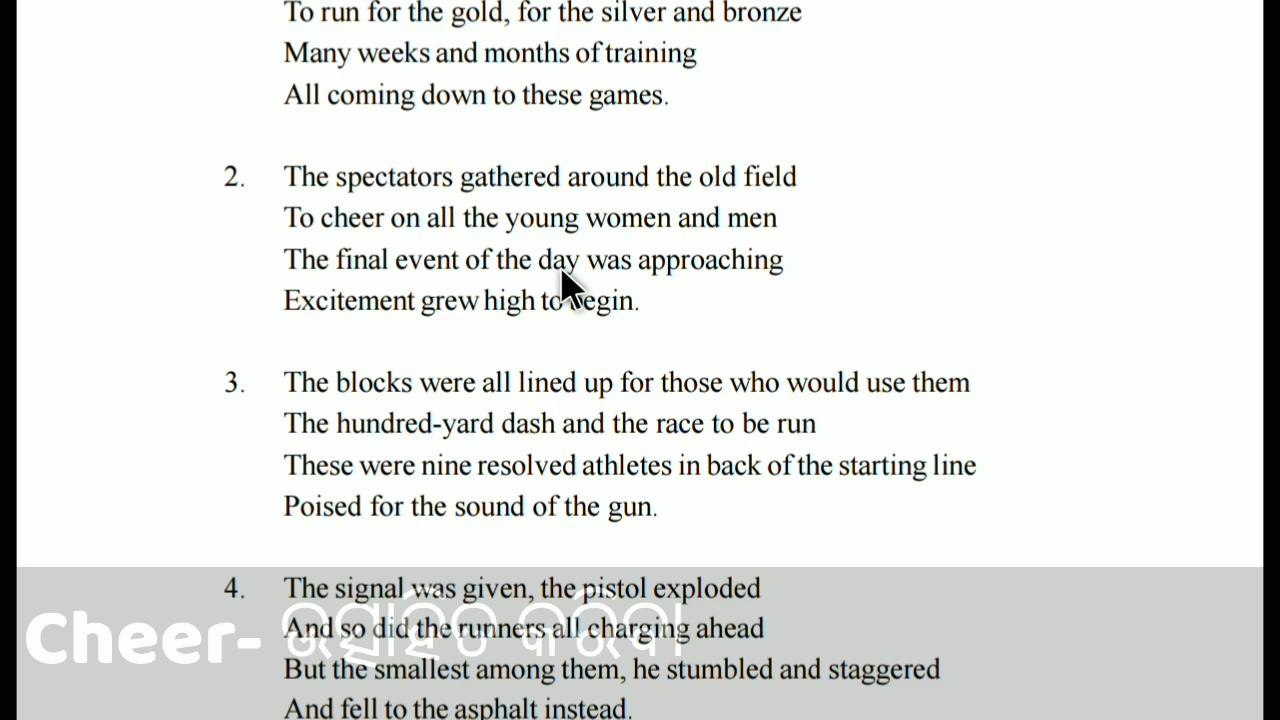 To run for the gold, for the silver and bronze
Many weeks and months of training
All coming down to these games.
2. The spectators gathered around the old field
To cheer on all the young women and men
The final event of the day was approaching
Excitement grew high to begin.
3. The blocks were all lined up for those who would use them
The hundred-yard dash and the race to be run
These were nine resolved athletes in back of the starting line
Poised for the sound of the gun.
4. The signal was given, the pistol exploded
And so did the runners all charging ahead
But the smallest among them, he stumbled and staggered
And fell to the asphalt instead.
Cheer- ଉତ୍ସାହିତ କରିବା